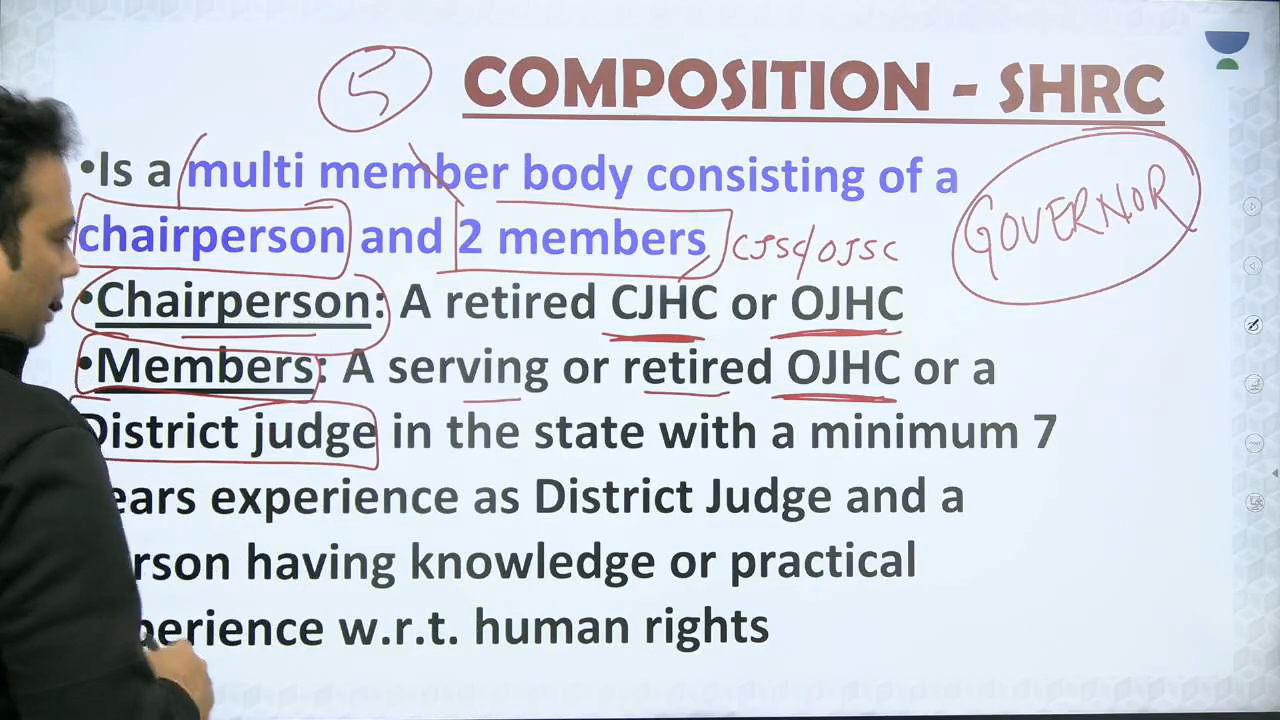 5
COMPOSITION - SHRC
•Is a multi member body consisting of a
chairperson and 2 members CJSC/OJSC
GOVERNOR
•Chairperson: A retired CJHC or OJHC
•Members: A serving or retired OJHC or a
District judge in the state with a minimum 7
ears experience as District Judge and a
rson having knowledge or practical
perience w.r.t. human rights